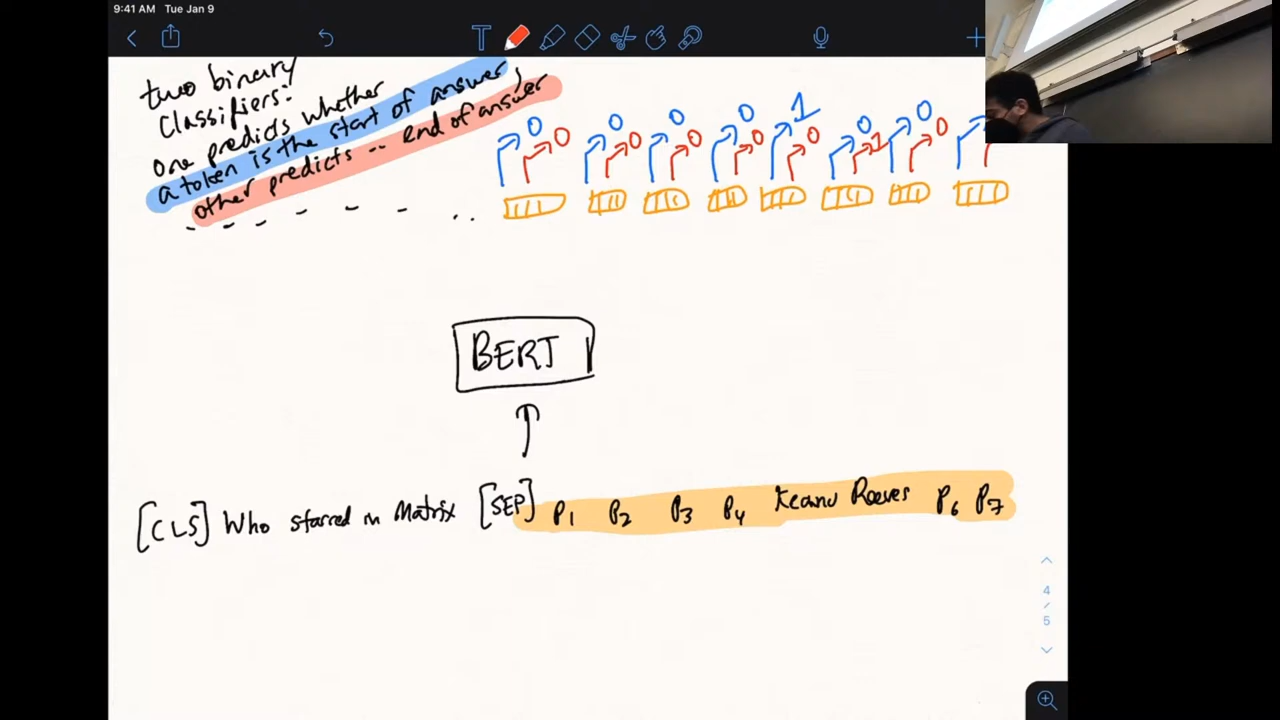 9:41 AM Tue Jan 9
two binary
classifiers:
one predicts whether
a token is the start of answer,
other predicts -- end of answer
0 0 0 0 0 0 0 1 0 0 1 0 0
BERT
[CLS] Who starred in Matrix [SEP] P1 P2 P3 P4 Keanu Reeves P6 P7
4
/
5